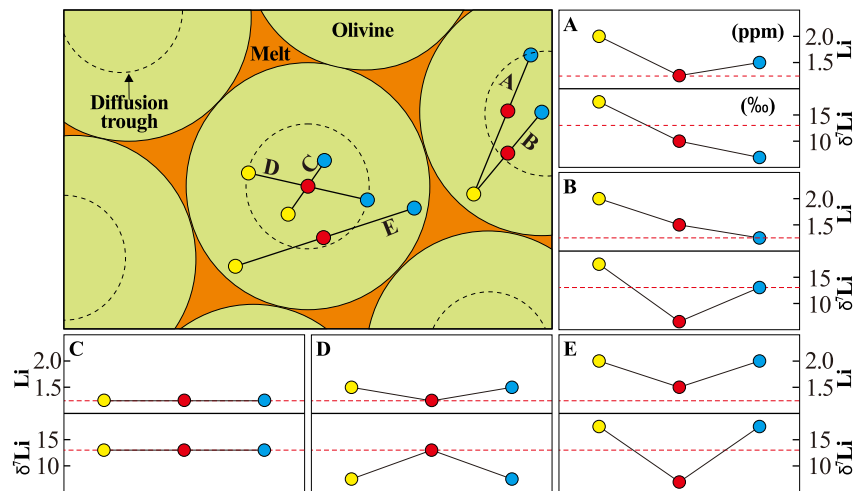 Olivine
Melt
Diffusion
trough
A
B
C
D
E
A
(ppm)
2.0
1.5
Li
(‰)
15
10
δ⁷Li
B
2.0
1.5
Li
15
10
δ⁷Li
C
2.0
1.5
Li
15
10
δ⁷Li
D
E
2.0
1.5
Li
15
10
δ⁷Li